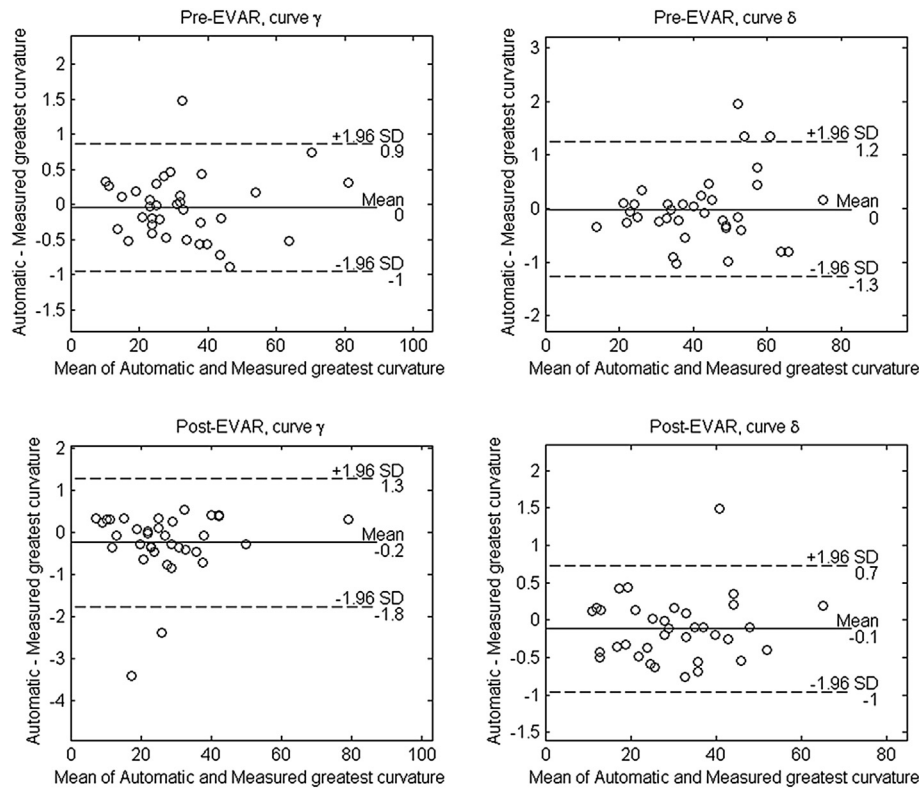 Pre-EVAR, curve γ
Automatic - Measured greatest curvature
2
1.5
1
0.5
0
-0.5
-1
-1.5
+1.96 SD
0.9
Mean
0
-1.96 SD
-1
0 20 40 60 80 100
Mean of Automatic and Measured greatest curvature
Pre-EVAR, curve δ
Automatic - Measured greatest curvature
3
2
1
0
-1
-2
+1.96 SD
1.2
Mean
0
-1.96 SD
-1.3
0 20 40 60 80
Mean of Automatic and Measured greatest curvature
Post-EVAR, curve γ
Automatic - Measured greatest curvature
2
1
0
-1
-2
-3
-4
+1.96 SD
1.3
Mean
-0.2
-1.96 SD
-1.8
0 20 40 60 80 100
Mean of Automatic and Measured greatest curvature
Post-EVAR, curve δ
Automatic - Measured greatest curvature
2
1.5
1
0.5
0
-0.5
-1
-1.5
+1.96 SD
0.7
Mean
-0.1
-1.96 SD
-1
0 20 40 60 80
Mean of Automatic and Measured greatest curvature